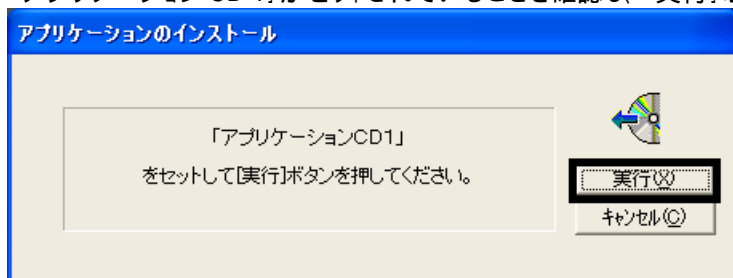 アプリケーションのインストール
「アプリケーションCD1」
をセットして[実行]ボタンを押してください。
実行(X)
キャンセル(C)